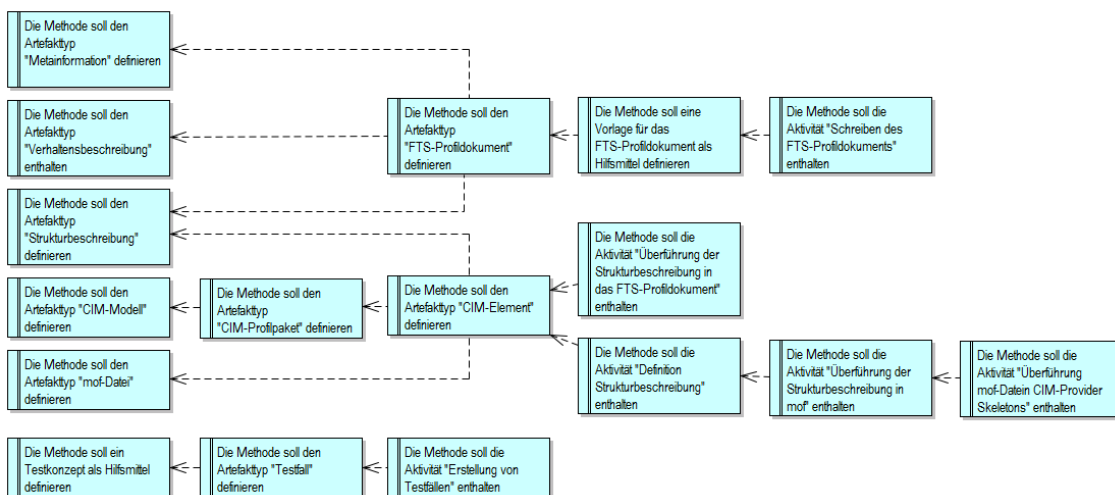 Die Methode soll den
Artefakttyp
"Metainformation" definieren
Die Methode soll den
Artefakttyp
"Verhaltensbeschreibung"
enthalten
Die Methode soll den
Artefakttyp
"FTS-Profildokument"
definieren
Die Methode soll eine
Vorlage für das
FTS-Profildokument als
Hilfsmittel definieren
Die Methode soll die
Aktivität "Schreiben des
FTS-Profildokuments"
enthalten
Die Methode soll den
Artefakttyp
"Strukturbeschreibung"
definieren
Die Methode soll die
Aktivität "Überführung der
Strukturbeschreibung in
das FTS-Profildokument"
enthalten
Die Methode soll den
Artefakttyp "CIM-Modell"
definieren
Die Methode soll den
Artefakttyp
"CIM-Profilpaket" definieren
Die Methode soll den
Artefakttyp "CIM-Element"
definieren
Die Methode soll den
Artefakttyp "mof-Datei"
definieren
Die Methode soll die
Aktivität "Definition
Strukturbeschreibung"
enthalten
Die Methode soll die
Aktivität "Überführung der
Strukturbeschreibung in
mof" enthalten
Die Methode soll die
Aktivität "Überführung
mof-Datein CIM-Provider
Skeletons" enthalten
Die Methode soll ein
Testkonzept als Hilfsmittel
definieren
Die Methode soll den
Artefakttyp "Testfall"
definieren
Die Methode soll die
Aktivität "Erstellung von
Testfällen" enthalten